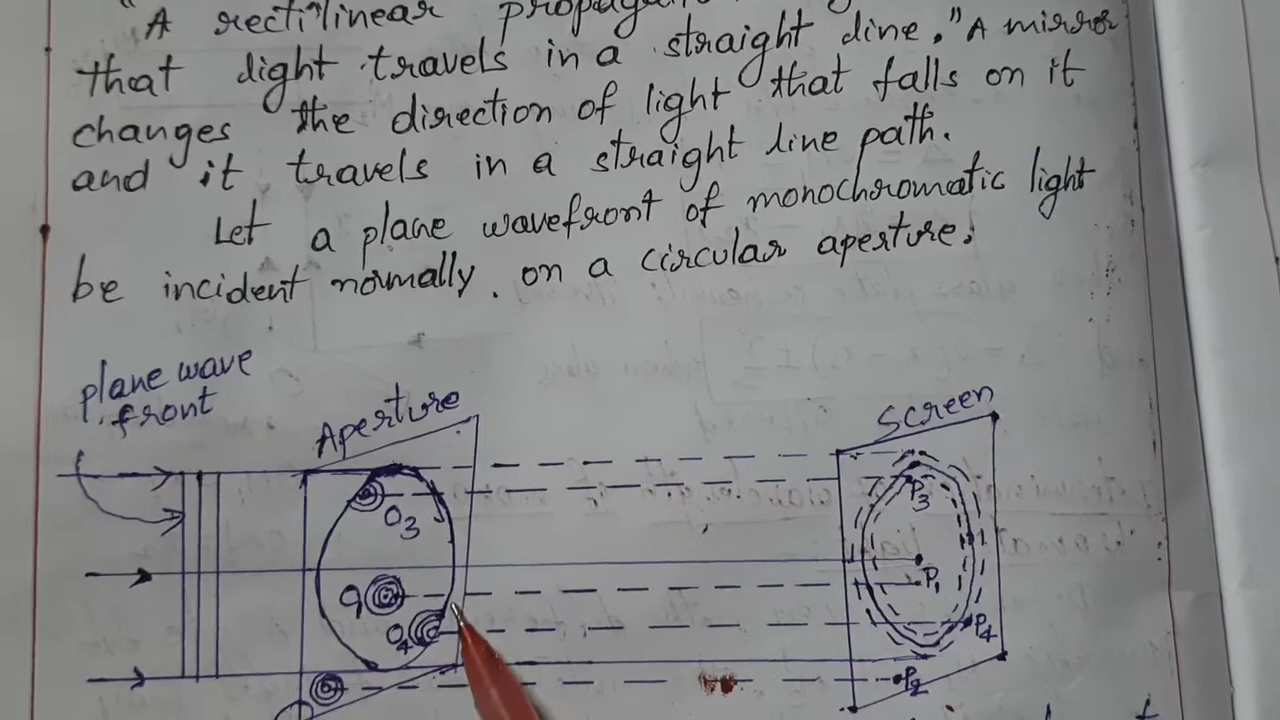 "A rectilinear
that light travels in a straight line." A mirror
changes the direction of light that falls on it
and it travels in a straight line path.
Let a plane wavefront of monochromatic light
be incident normally. on a circular aperture.
plane wave
front
Aperture
Screen
O3
P3
P1
P4
P2